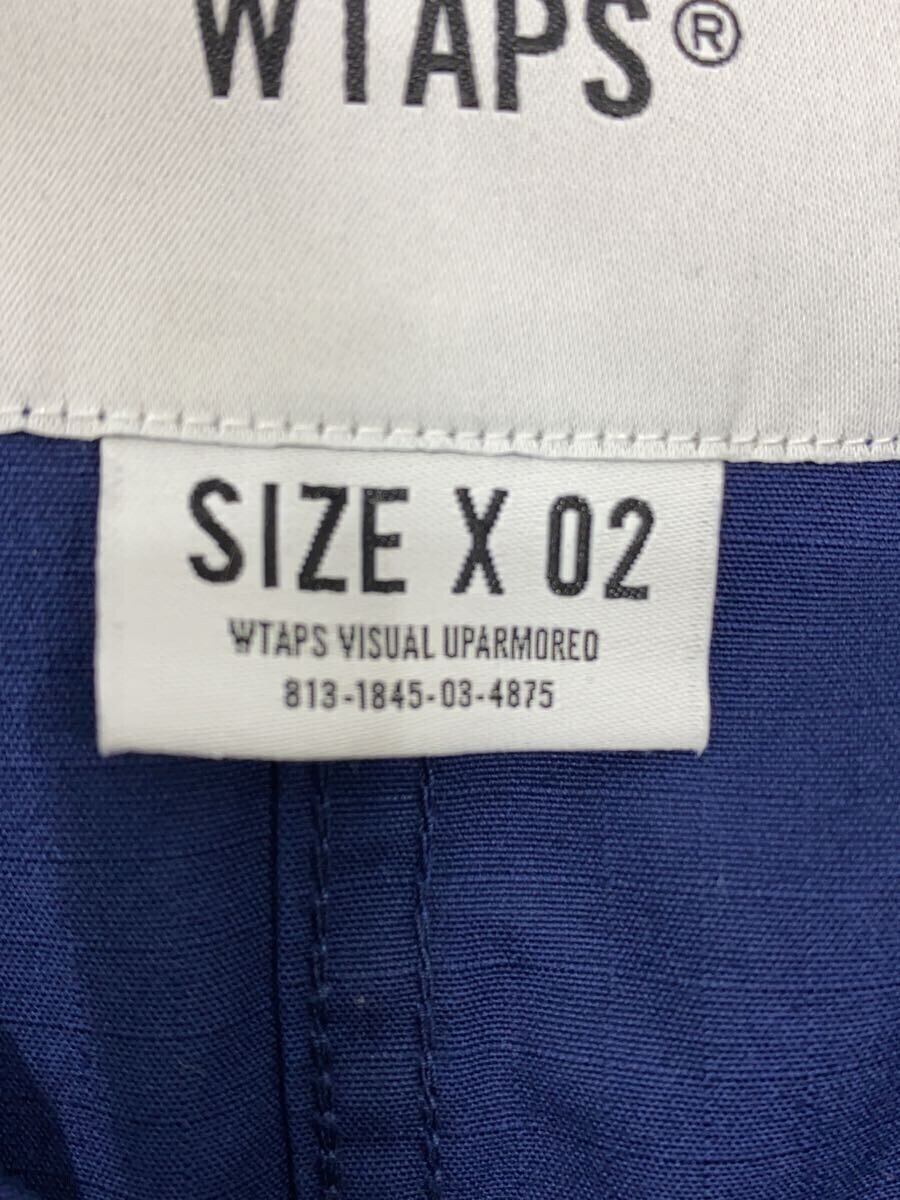 WTAPS®
SIZE X 02
WTAPS VISUAL UPARMORED
813-1845-03-4875